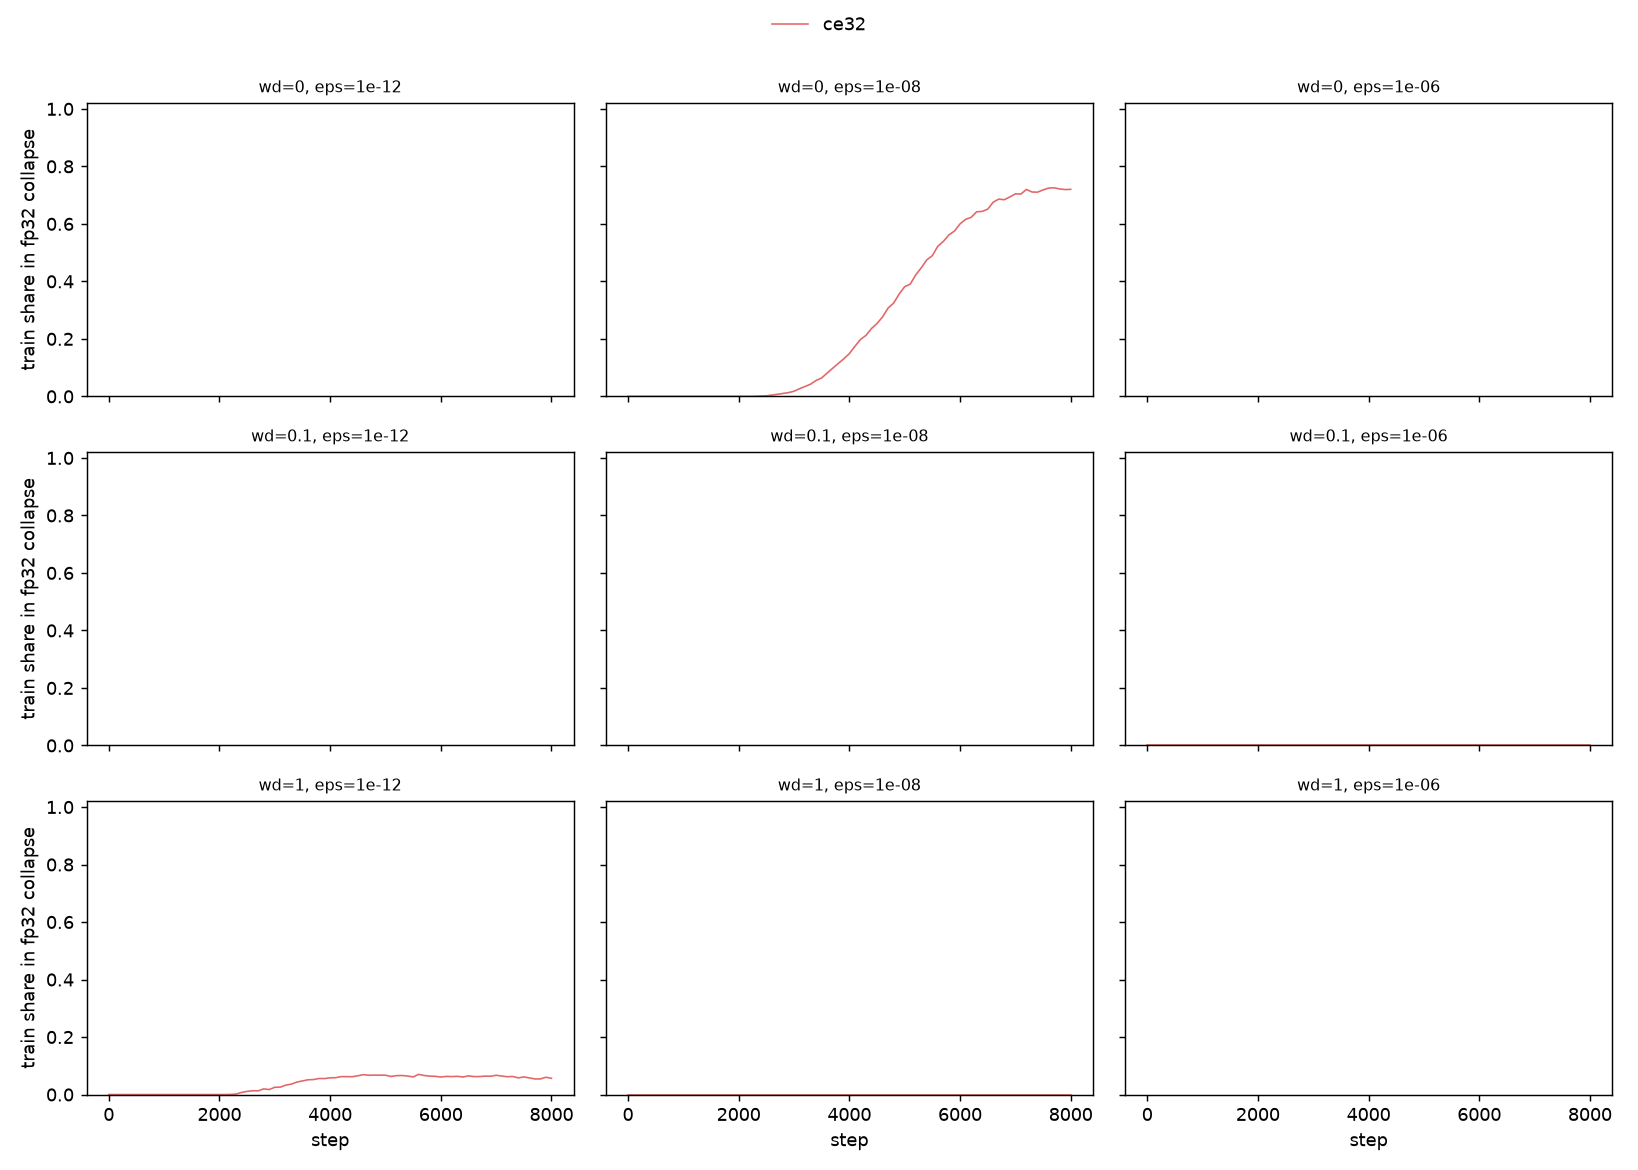 ce32
wd=0, eps=1e-12
wd=0, eps=1e-08
wd=0, eps=1e-06
train share in fp32 collapse
1.0
0.8
0.6
0.4
0.2
0.0
wd=0.1, eps=1e-12
wd=0.1, eps=1e-08
wd=0.1, eps=1e-06
train share in fp32 collapse
1.0
0.8
0.6
0.4
0.2
0.0
wd=1, eps=1e-12
wd=1, eps=1e-08
wd=1, eps=1e-06
train share in fp32 collapse
1.0
0.8
0.6
0.4
0.2
0.0
0 2000 4000 6000 8000
0 2000 4000 6000 8000
0 2000 4000 6000 8000
step
step
step